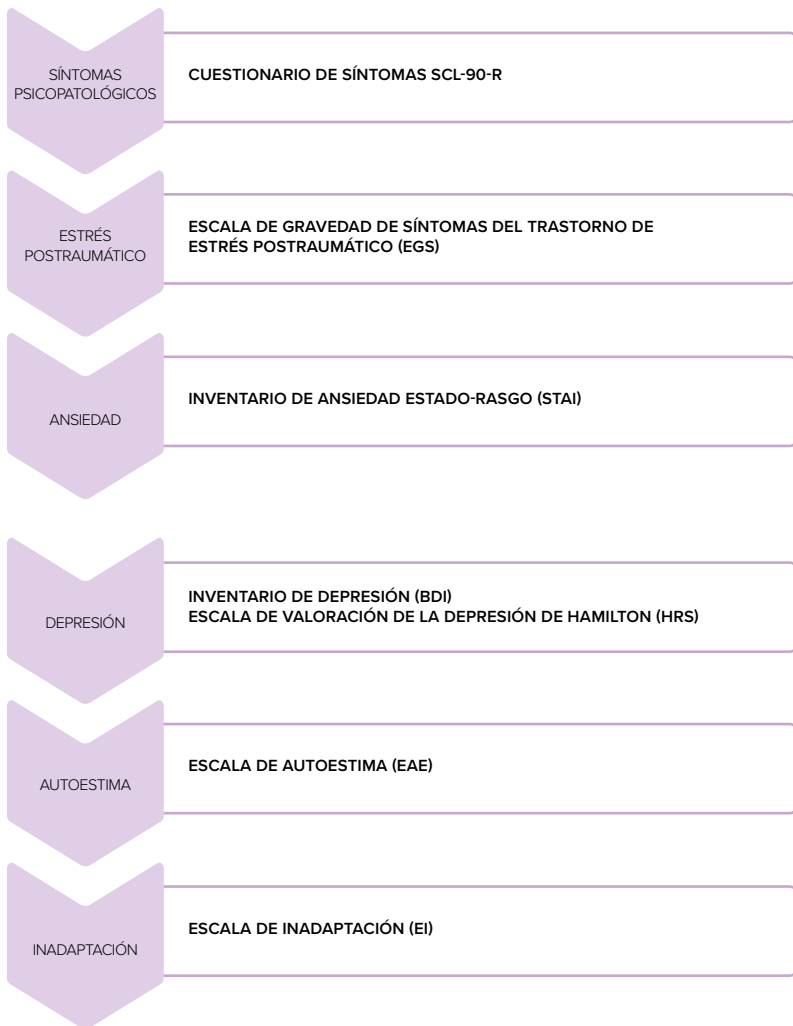 SÍNTOMAS
PSICOPATOLÓGICOS
CUESTIONARIO DE SÍNTOMAS SCL-90-R
ESTRÉS
POSTRAUMÁTICO
ESCALA DE GRAVEDAD DE SÍNTOMAS DEL TRASTORNO DE
ESTRÉS POSTRAUMÁTICO (EGS)
ANSIEDAD
INVENTARIO DE ANSIEDAD ESTADO-RASGO (STAI)
DEPRESIÓN
INVENTARIO DE DEPRESIÓN (BDI)
ESCALA DE VALORACIÓN DE LA DEPRESIÓN DE HAMILTON (HRS)
AUTOESTIMA
ESCALA DE AUTOESTIMA (EAE)
INADAPTACIÓN
ESCALA DE INADAPTACIÓN (EI)